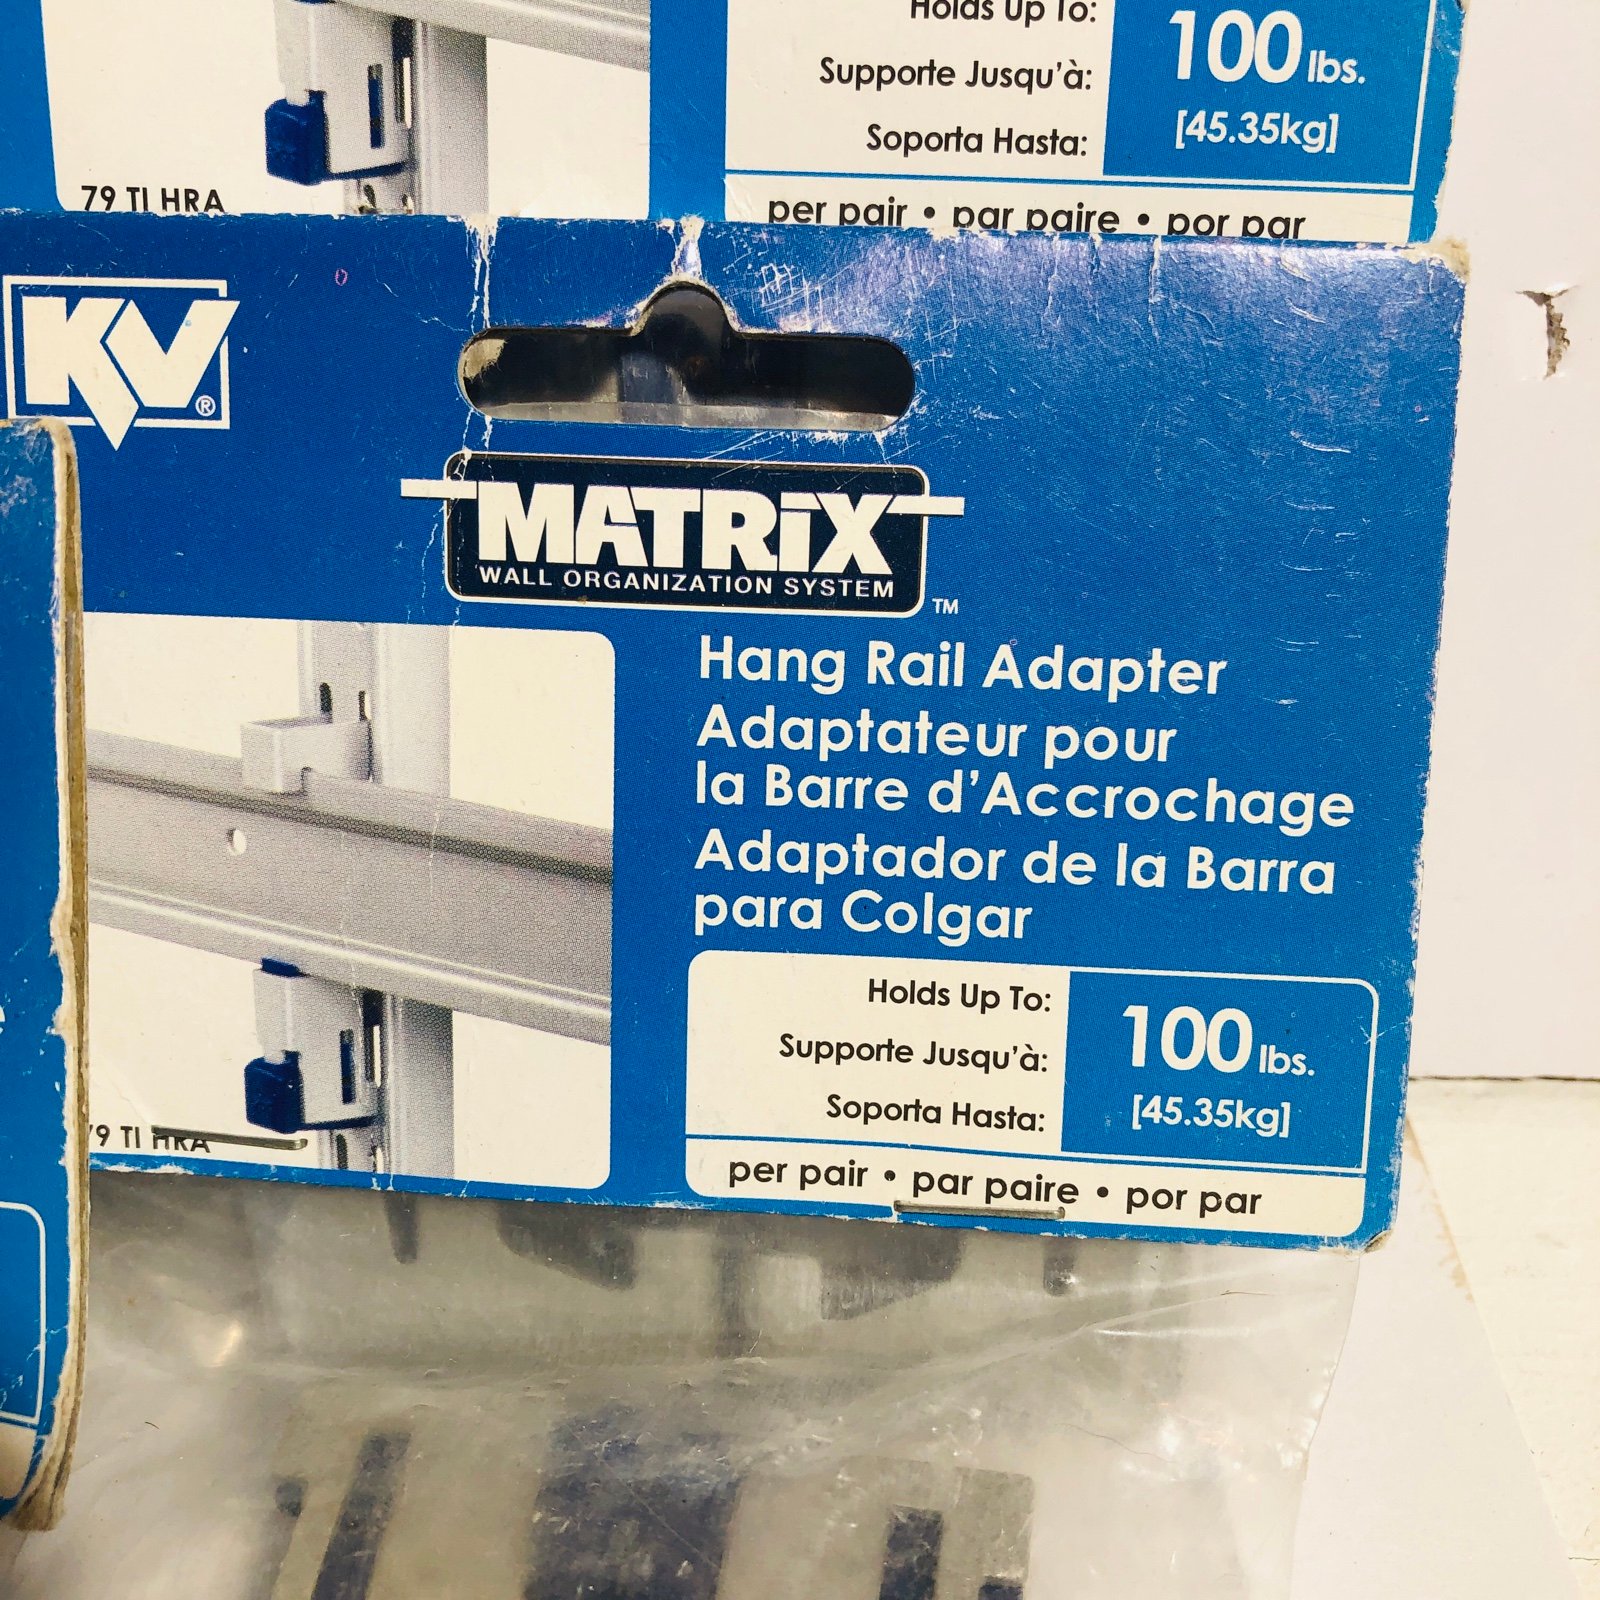 Holds Up To:
Supporte Jusqu'à:
Soporta Hasta:
100 lbs.
[45.35kg]
79 TI HRA
per pair • par paire • por par
KV®
MATRiX
WALL ORGANIZATION SYSTEM
TM
Hang Rail Adapter
Adaptateur pour
la Barre d'Accrochage
Adaptador de la Barra
para Colgar
Holds Up To:
Supporte Jusqu'à:
Soporta Hasta:
100 lbs.
[45.35kg]
79 TI HRA
per pair • par paire • por par